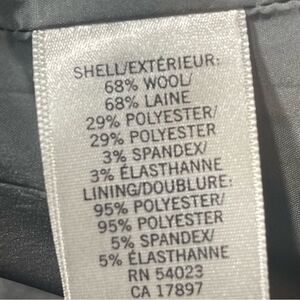 SHELL/EXTÉRIEUR:
68% WOOL/
68% LAINE
29% POLYESTER/
29% POLYESTER
3% SPANDEX/
3% ÉLASTHANNE
LINING/DOUBLURE:
95% POLYESTER/
95% POLYESTER
5% SPANDEX/
5% ÉLASTHANNE
RN 54023
CA 17897